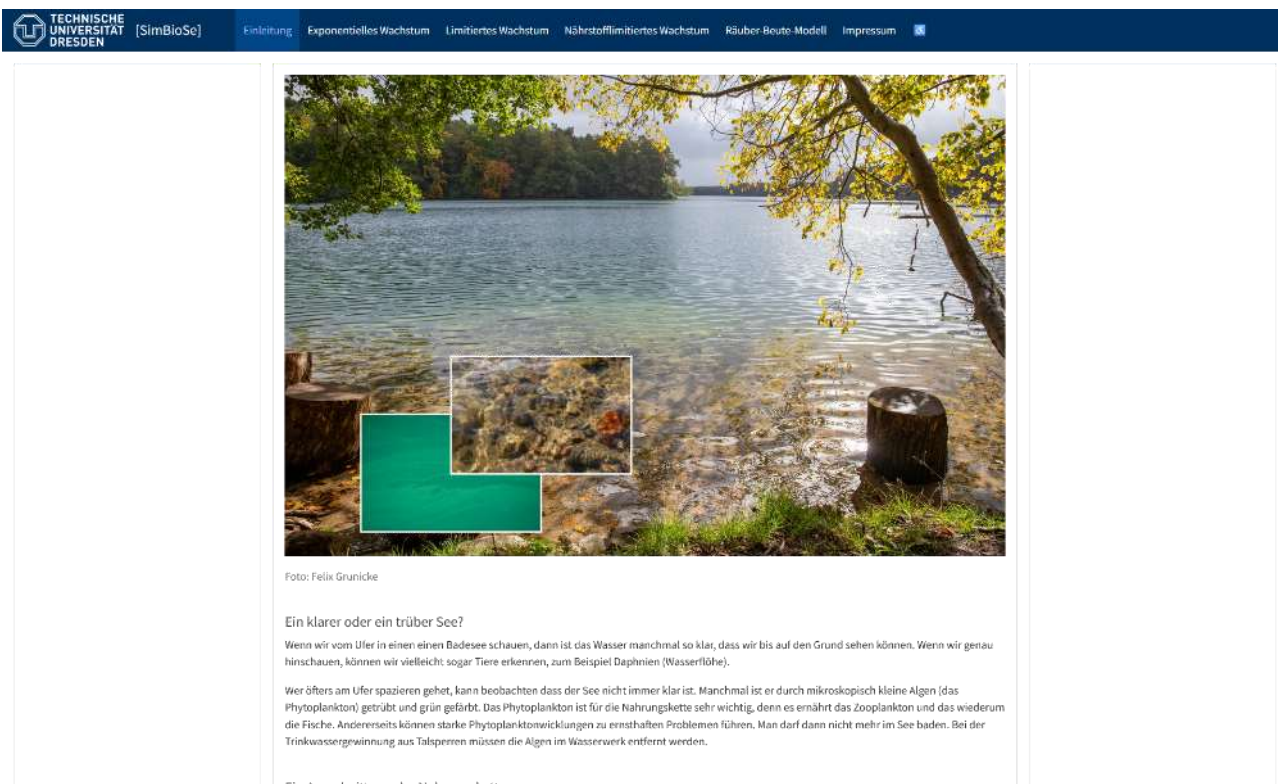 TECHNISCHE
UNIVERSITÄT
DRESDEN
[SimBioSe]
Einleitung Exponentielles Wachstum Limitiertes Wachstum Nährstofflimitiertes Wachstum Räuber-Beute-Modell Impressum
Foto: Felix Grunicke
Ein klarer oder ein trüber See?
Wenn wir vom Ufer in einen einen Badesee schauen, dann ist das Wasser manchmal so klar, dass wir bis auf den Grund sehen können. Wenn wir genau
hinschauen, können wir vielleicht sogar Tiere erkennen, zum Beispiel Daphnien (Wasserflöhe).
Wer öfters am Ufer spazieren gehet, kann beobachten dass der See nicht immer klar ist. Manchmal ist er durch mikroskopisch kleine Algen (das
Phytoplankton) getrübt und grün gefärbt. Das Phytoplankton ist für die Nahrungskette sehr wichtig, denn es ernährt das Zooplankton und das wiederum
die Fische. Andererseits können starke Phytoplanktonwicklungen zu ernsthaften Problemen führen. Man darf dann nicht mehr im See baden. Bei der
Trinkwassergewinnung aus Talsperren müssen die Algen im Wasserwerk entfernt werden.